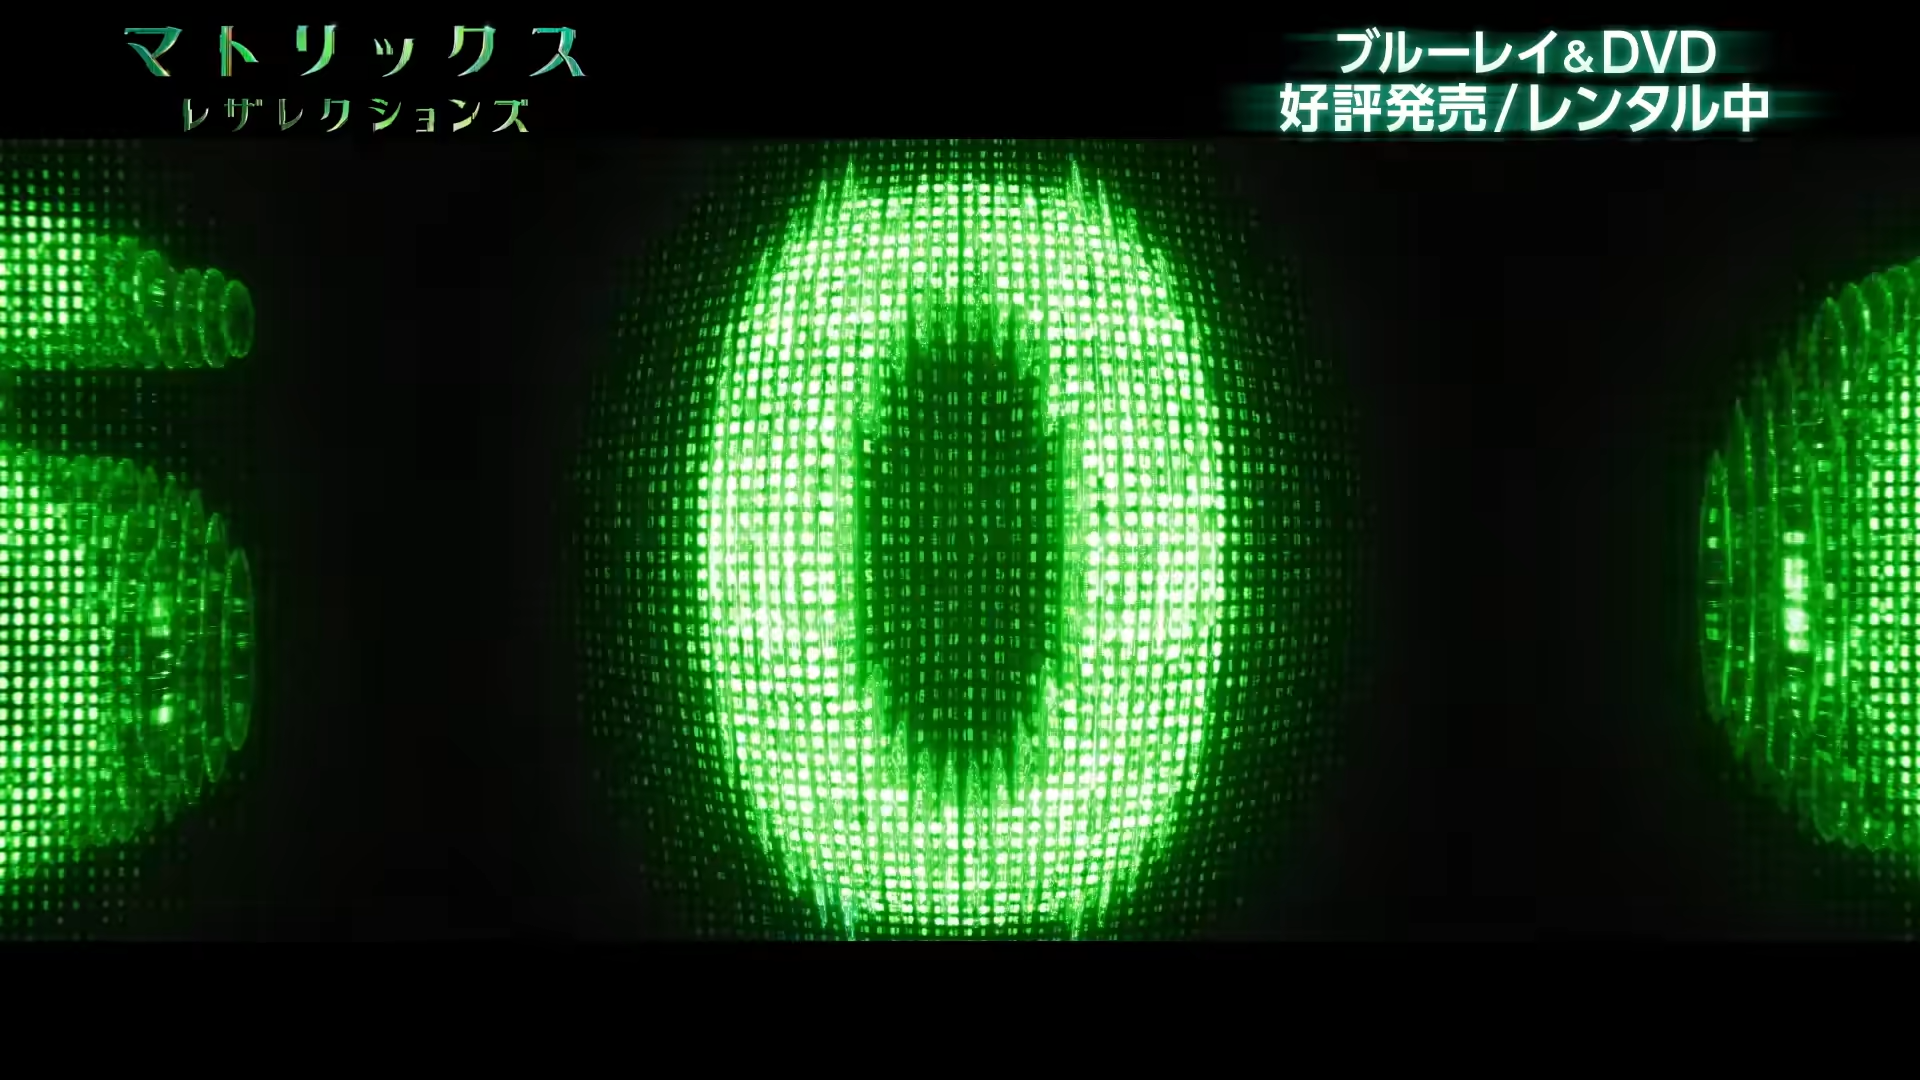 マトリックス
レザレクションズ
ブルーレイ&DVD
好評発売/レンタル中
0